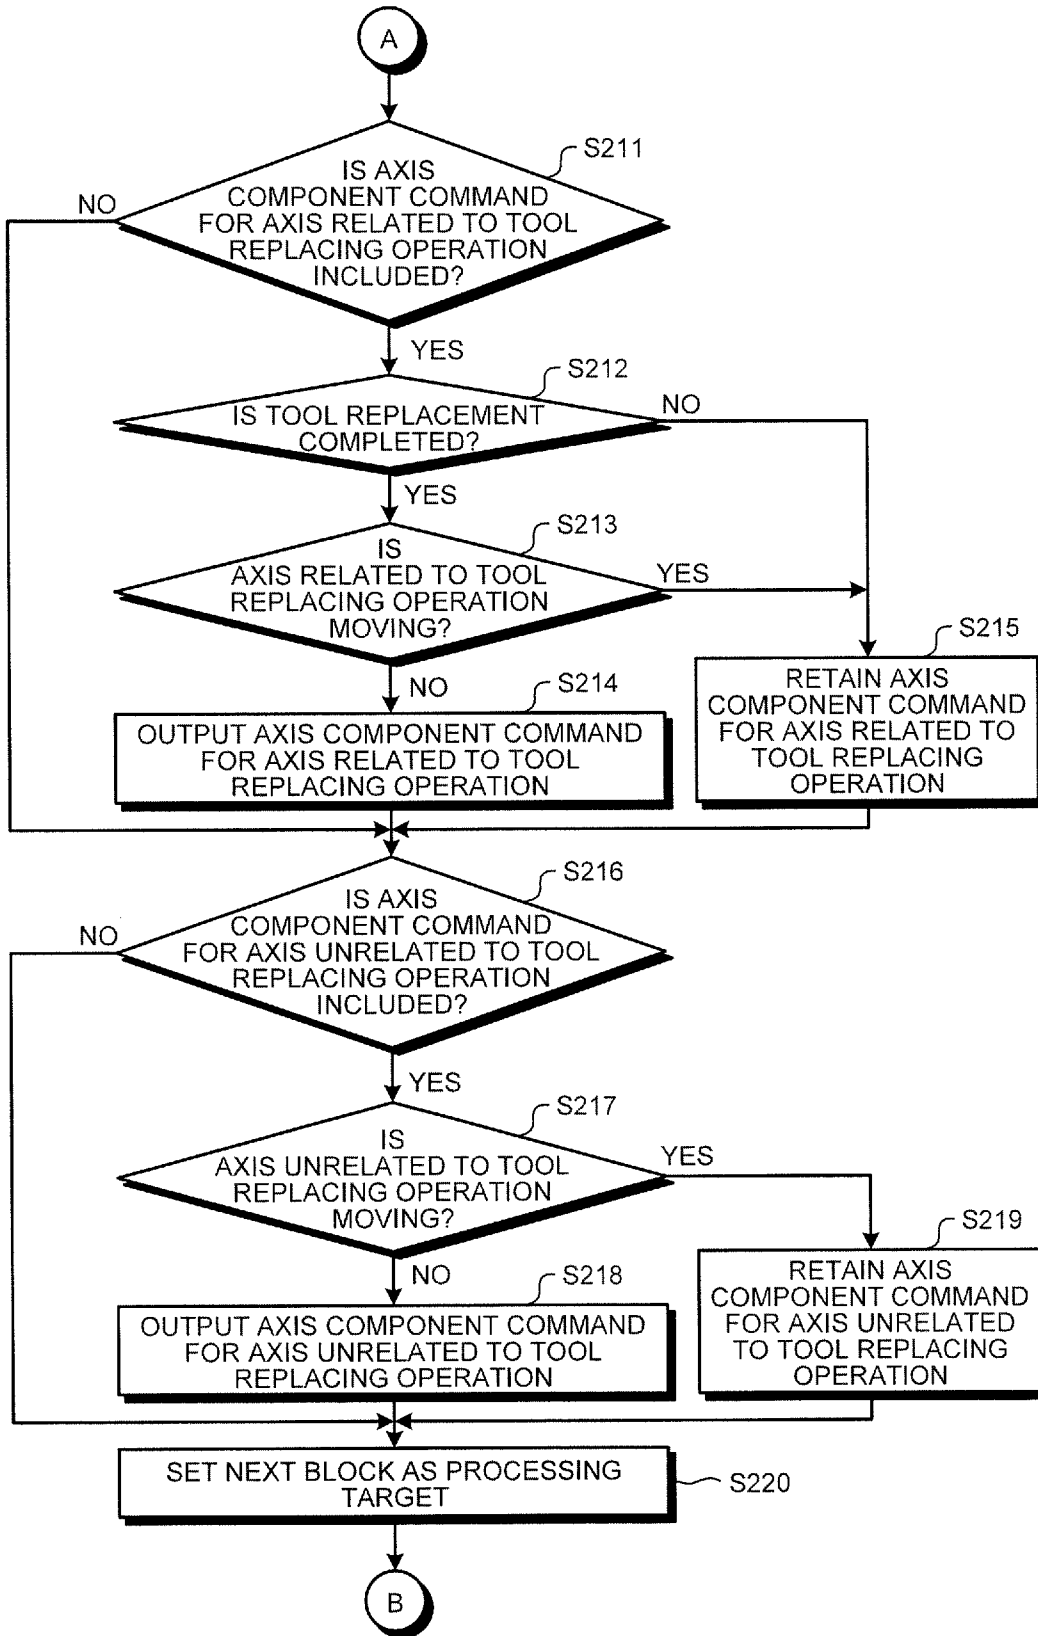 A
S211
IS AXIS
COMPONENT COMMAND
FOR AXIS RELATED TO TOOL
REPLACING OPERATION
INCLUDED?
NO
YES
S212
IS TOOL REPLACEMENT
COMPLETED?
NO
YES
S213
IS
AXIS RELATED TO TOOL
REPLACING OPERATION
MOVING?
YES
NO
S214
OUTPUT AXIS COMPONENT COMMAND
FOR AXIS RELATED TO TOOL
REPLACING OPERATION
S215
RETAIN AXIS
COMPONENT COMMAND
FOR AXIS RELATED TO
TOOL REPLACING
OPERATION
S216
IS AXIS
COMPONENT COMMAND
FOR AXIS UNRELATED TO TOOL
REPLACING OPERATION
INCLUDED?
NO
YES
S217
IS
AXIS UNRELATED TO TOOL
REPLACING OPERATION
MOVING?
YES
NO
S218
OUTPUT AXIS COMPONENT COMMAND
FOR AXIS UNRELATED TO TOOL
REPLACING OPERATION
S219
RETAIN AXIS
COMPONENT COMMAND
FOR AXIS UNRELATED
TO TOOL REPLACING
OPERATION
SET NEXT BLOCK AS PROCESSING
TARGET
S220
B